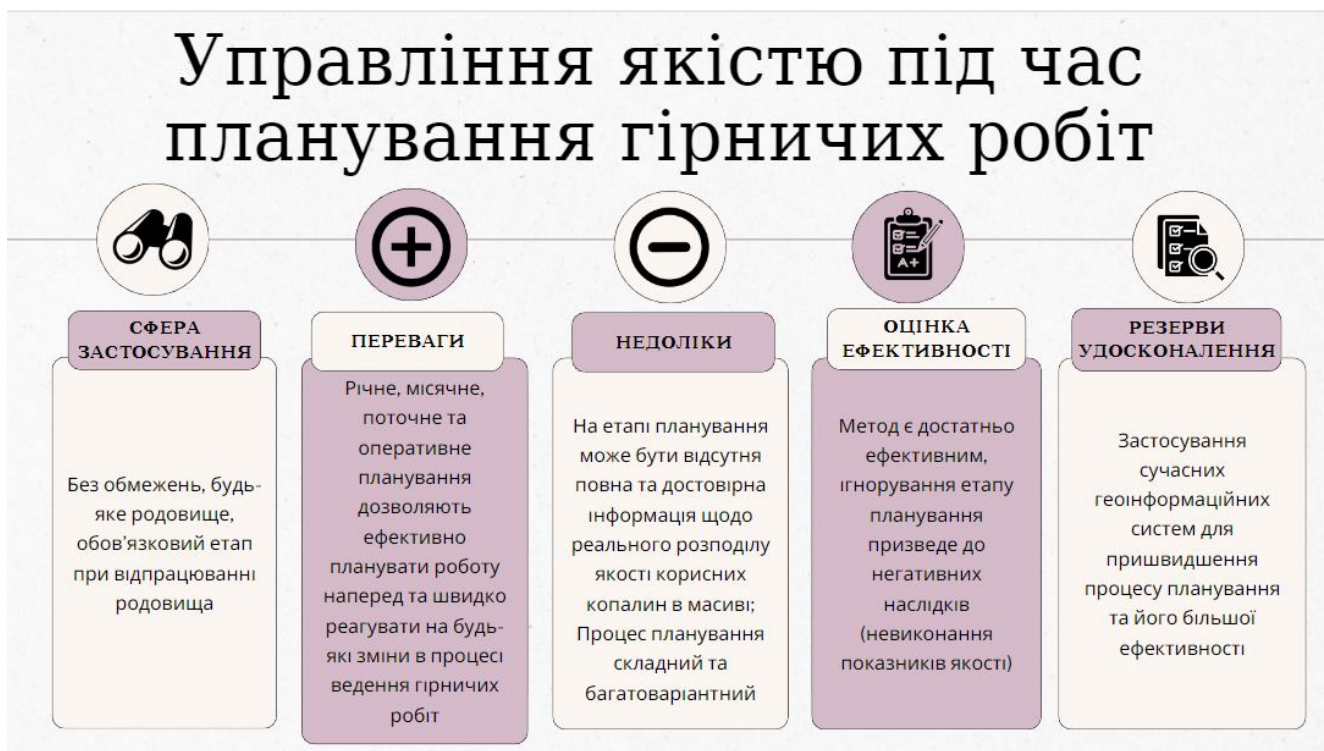 Управління якістю під час
планування гірничих робіт
A+
СФЕРА
ЗАСТОСУВАННЯ
Без обмежень, будь-
яке родовище,
обов’язковий етап
при відпрацюванні
родовища
ПЕРЕВАГИ
Річне, місячне,
поточне та
оперативне
планування
дозволяють
ефективно
планувати роботу
наперед та швидко
реагувати на будь-
які зміни в процесі
ведення гірничих
робіт
НЕДОЛІКИ
На етапі планування
може бути відсутня
повна та достовірна
інформація щодо
реального розподілу
якості корисних
копалин в масиві;
Процес планування
складний та
багатоваріантний
ОЦІНКА
ЕФЕКТИВНОСТІ
Метод є достатньо
ефективним,
ігнорування етапу
планування
призведе до
негативних
наслідків
(невиконання
показників якості)
РЕЗЕРВИ
УДОСКОНАЛЕННЯ
Застосування
сучасних
геоінформаційних
систем для
пришвидшення
процесу планування
та його більшої
ефективності